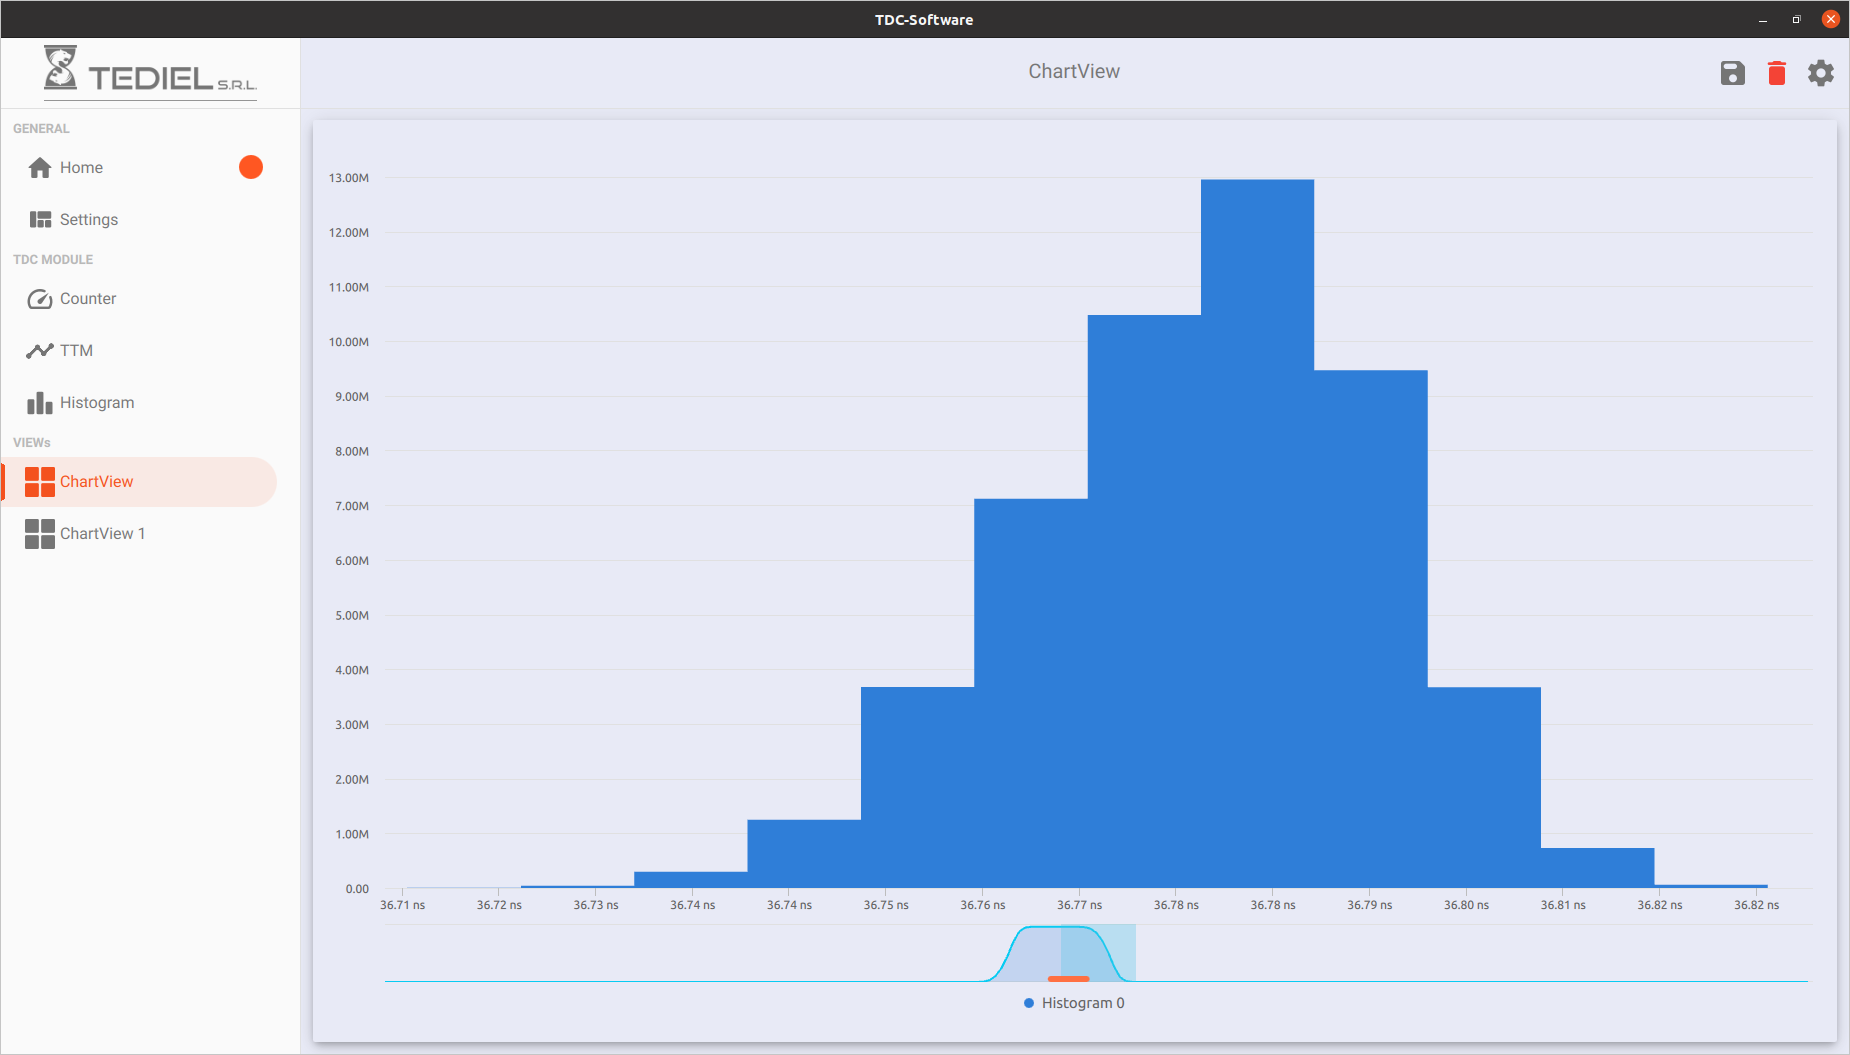 TDC-Software
TEDIEL S.R.L.
ChartView
GENERAL
Home
Settings
TDC MODULE
Counter
TTM
Histogram
VIEWs
ChartView
ChartView 1
13.00M
12.00M
11.00M
10.00M
9.00M
8.00M
7.00M
6.00M
5.00M
4.00M
3.00M
2.00M
1.00M
0.00
36.71 ns 36.72 ns 36.73 ns 36.74 ns 36.74 ns 36.75 ns 36.76 ns 36.77 ns 36.78 ns 36.78 ns 36.79 ns 36.80 ns 36.81 ns 36.82 ns 36.82 ns
Histogram 0